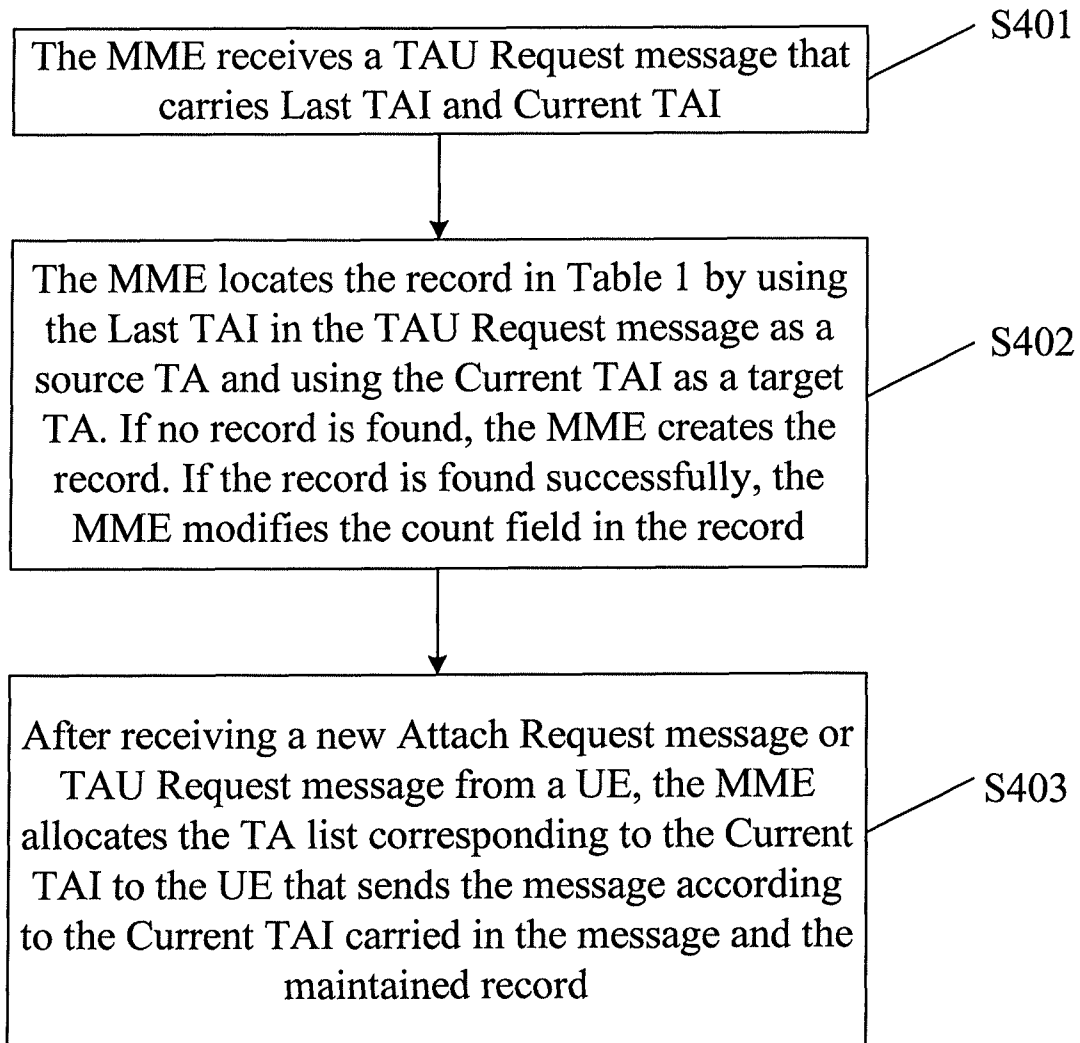 The MME receives a TAU Request message that
carries Last TAI and Current TAI
S401
The MME locates the record in Table 1 by using
the Last TAI in the TAU Request message as a
source TA and using the Current TAI as a target
TA. If no record is found, the MME creates the
record. If the record is found successfully, the
MME modifies the count field in the record
S402
After receiving a new Attach Request message or
TAU Request message from a UE, the MME
allocates the TA list corresponding to the Current
TAI to the UE that sends the message according
to the Current TAI carried in the message and the
maintained record
S403